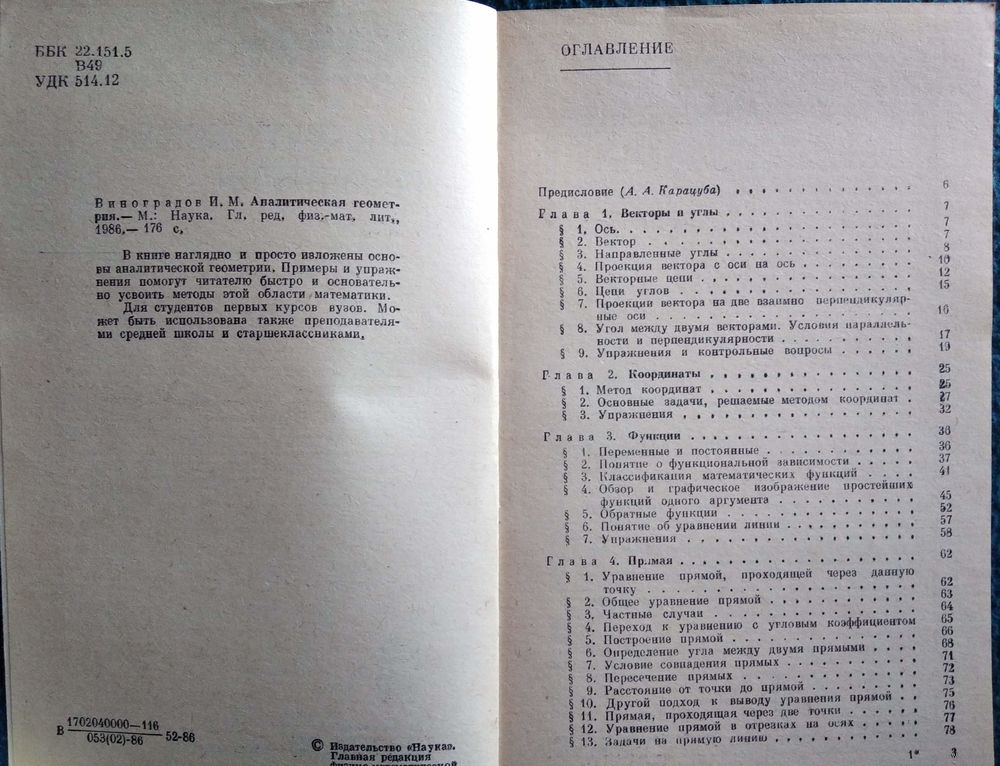 ББК 22.151.5
В49
УДК 514.12
Виноградов И. М. Аналитическая геомет-
рия.— М.: Наука. Гл. ред. физ.-мат. лит.,
1986.— 176 с.
В книге наглядно и просто изложены осно-
вы аналитической геометрии. Примеры и упраж-
нения помогут читателю быстро и основатель-
но усвоить методы этой области математики.
Для студентов первых курсов вузов. Мо-
жет быть использована также преподавателя-
ми средней школы и старшеклассниками.
В 1702040000—116
053(02)-86 52-86
© Издательство «Наука».
Главная редакция
ОГЛАВЛЕНИЕ
Предисловие (А. А. Карацуба) . . . . . . . . . . 6
Глава 1. Векторы и углы . . . . . . . . . . 7
§ 1. Ось. . . . . . . . . . . 7
§ 2. Вектор . . . . . . . . . . 7
§ 3. Направленные углы . . . . . . . . . . 8
§ 4. Проекция вектора с оси на ось . . . . . . . 10
§ 5. Векторные цепи . . . . . . . . . . 12
§ 6. Цепи углов . . . . . . . . . . 15
§ 7. Проекции вектора на две взаимно перпендикуляр-
ные оси . . . . . . . . . . 16
§ 8. Угол между двумя векторами. Условия параллель-
ности и перпендикулярности . . . . . . . . 17
§ 9. Упражнения и контрольные вопросы . . . . . 19
Глава 2. Координаты . . . . . . . . . . 25
§ 1. Метод координат . . . . . . . . . . 25
§ 2. Основные задачи, решаемые методом координат . 27
§ 3. Упражнения . . . . . . . . . . 32
Глава 3. Функции . . . . . . . . . . 36
§ 1. Переменные и постоянные . . . . . . . . 36
§ 2. Понятие о функциональной зависимости . . . . . 37
§ 3. Классификация математических функций . . . . 41
§ 4. Обзор и графическое изображение простейших
функций одного аргумента . . . . . . . . 45
§ 5. Обратные функции . . . . . . . . . . 52
§ 6. Понятие об уравнении линии . . . . . . . 57
§ 7. Упражнения . . . . . . . . . . 58
Глава 4. Прямая . . . . . . . . . . 62
§ 1. Уравнение прямой, проходящей через данную
точку . . . . . . . . . . 62
§ 2. Общее уравнение прямой . . . . . . . . 63
§ 3. Частные случаи . . . . . . . . . . 64
§ 4. Переход к уравнению с угловым коэффициентом 65
§ 5. Построение прямой . . . . . . . . . . 66
§ 6. Определение угла между двумя прямыми . . . . 68
§ 7. Условие совпадения прямых . . . . . . . 71
§ 8. Пересечение прямых . . . . . . . . . . 72
§ 9. Расстояние от точки до прямой . . . . . . 73
§ 10. Другой подход к выводу уравнения прямой . . 75
§ 11. Прямая, проходящая через две точки . . . . 76
§ 12. Уравнение прямой в отрезках на осях . . . . 77
§ 13. Задачи на прямую линию . . . . . . . . 78
1* 3